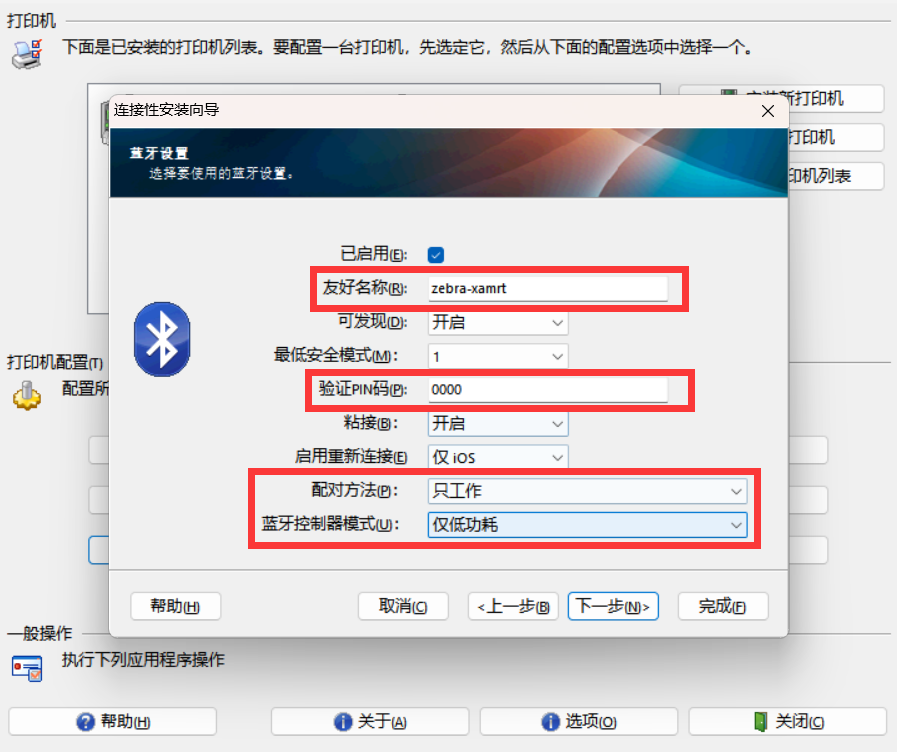 打印机
下面是已安装的打印机列表。要配置一台打印机，先选定它，然后从下面的配置选项中选择一个。
打印机
连接性安装向导
打印机
印机列表
蓝牙设置
选择要使用的蓝牙设置。
已启用(E):
友好名称(R): zebra-xamrt
可发现(D): 开启
最低安全模式(M): 1
验证PIN码(P): 0000
粘接(B): 开启
启用重新连接(E) 仅 iOS
配对方法(P): 只工作
蓝牙控制器模式(U): 仅低功耗
打印机配置(T)
配置所
帮助(H) 取消(C) <上一步(B) 下一步(N)> 完成(F)
一般操作
执行下列应用程序操作
帮助(H) 关于(A) 选项(O) 关闭(C)